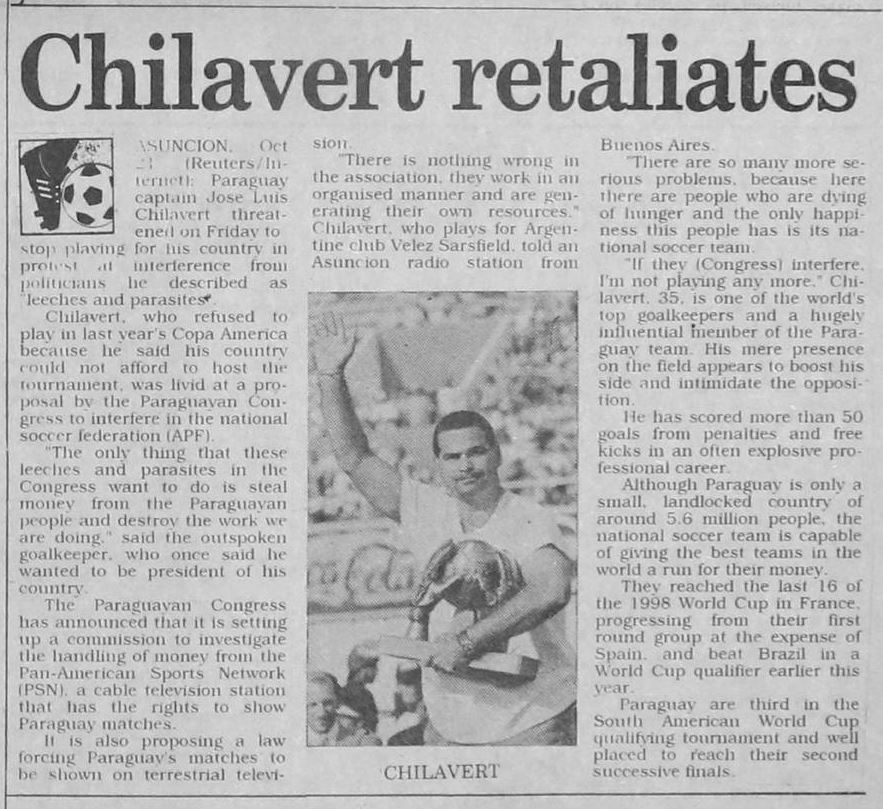 Chilavert retaliates
ASUNCION, Oct
(Reuters/In-
ternet): Paraguay
captain Jose Luis
Chilavert threat-
ened on Friday to
stop playing for his country in
protest at interference from
politicians he described as
"leeches and parasites".
Chilavert, who refused to
play in last year's Copa America
because he said his country
could not afford to host the
tournament, was livid at a pro-
posal by the Paraguayan Con-
gress to interfere in the national
soccer federation (APF).
"The only thing that these
leeches and parasites in the
Congress want to do is steal
money from the Paraguayan
people and destroy the work we
are doing," said the outspoken
goalkeeper, who once said he
wanted to be president of his
country.
The Paraguayan Congress
has announced that it is setting
up a commission to investigate
the handling of money from the
Pan-American Sports Network
(PSN), a cable television station
that has the rights to show
Paraguay matches.
It is also proposing a law
forcing Paraguay's matches to
be shown on terrestrial televi-
sion.
"There is nothing wrong in
the association, they work in an
organised manner and are gen-
erating their own resources."
Chilavert, who plays for Argen-
tine club Velez Sarsfield, told an
Asuncion radio station from
Coca-Cola
CHILAVERT
Buenos Aires.
"There are so many more se-
rious problems, because here
there are people who are dying
of hunger and the only happi-
ness this people has is its na-
tional soccer team.
"If they (Congress) interfere,
I'm not playing any more." Chi-
lavert, 35, is one of the world's
top goalkeepers and a hugely
influential member of the Para-
guay team. His mere presence
on the field appears to boost his
side and intimidate the opposi-
tion.
He has scored more than 50
goals from penalties and free
kicks in an often explosive pro-
fessional career.
Although Paraguay is only a
small, landlocked country of
around 5.6 million people, the
national soccer team is capable
of giving the best teams in the
world a run for their money.
They reached the last 16 of
the 1998 World Cup in France,
progressing from their first
round group at the expense of
Spain, and beat Brazil in a
World Cup qualifier earlier this
year.
Paraguay are third in the
South American World Cup
qualifying tournament and well
placed to reach their second
successive finals.